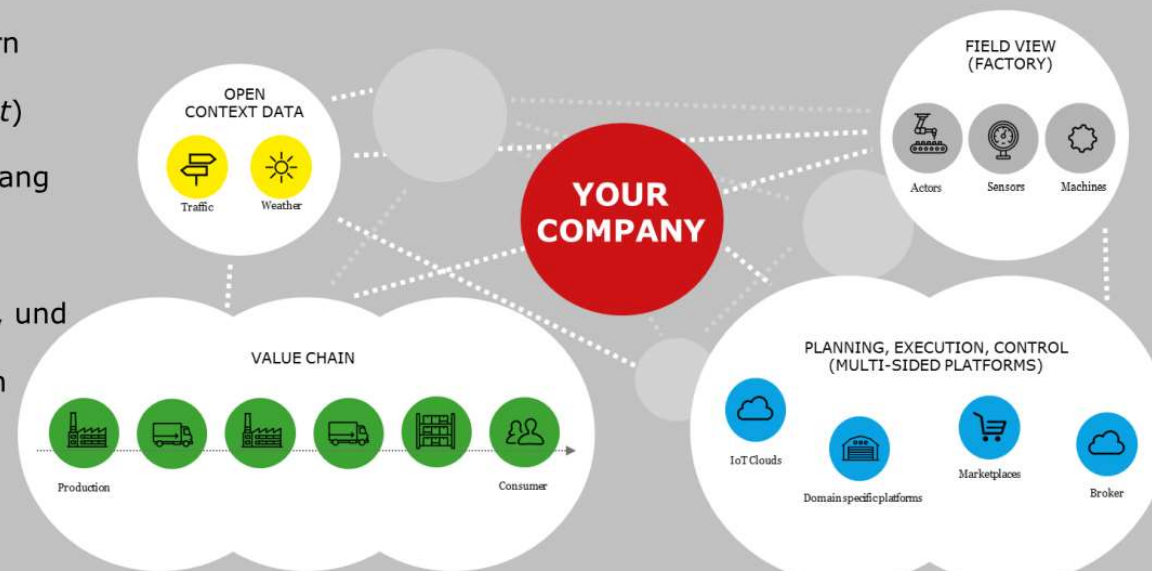 rn
t)
ang
, und
n
OPEN
CONTEXT DATA
Traffic
Weather
YOUR
COMPANY
FIELD VIEW
(FACTORY)
Actors
Sensors
Machines
VALUE CHAIN
Production
Consumer
PLANNING, EXECUTION, CONTROL
(MULTI-SIDED PLATFORMS)
IoT Clouds
Domain specific platforms
Marketplaces
Broker